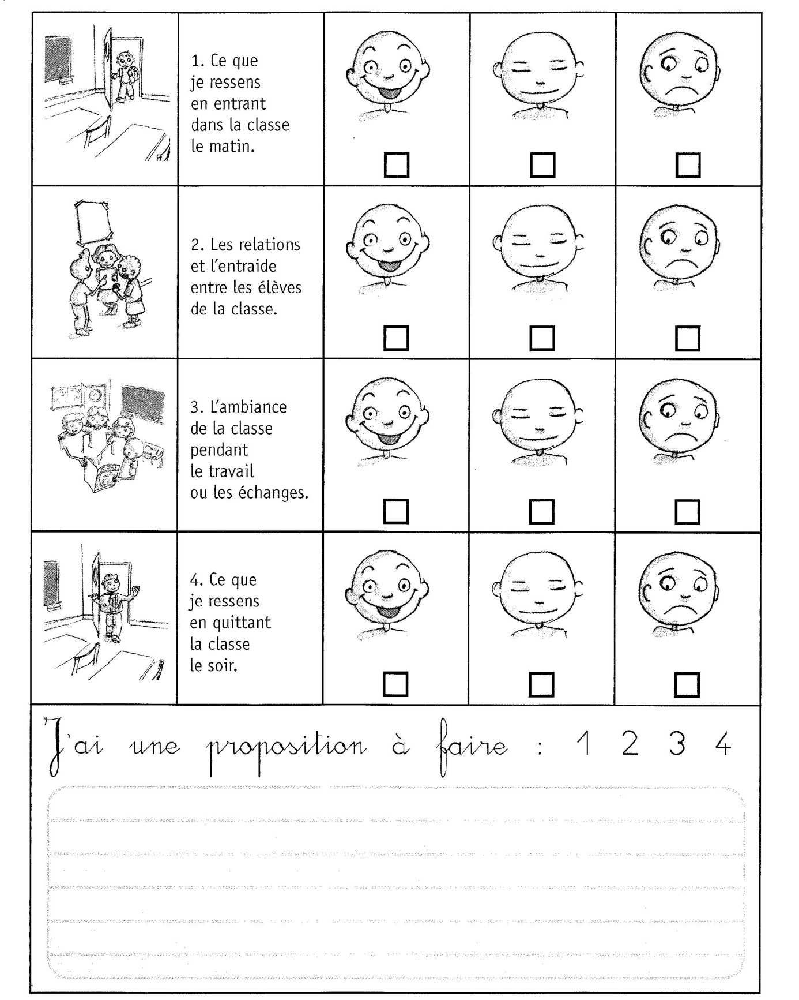 1. Ce que
je ressens
en entrant
dans la classe
le matin.
2. Les relations
et l'entraide
entre les élèves
de la classe.
3. L'ambiance
de la classe
pendant
le travail
ou les échanges.
4. Ce que
je ressens
en quittant
la classe
le soir.
J'ai une proposition à faire : 1 2 3 4